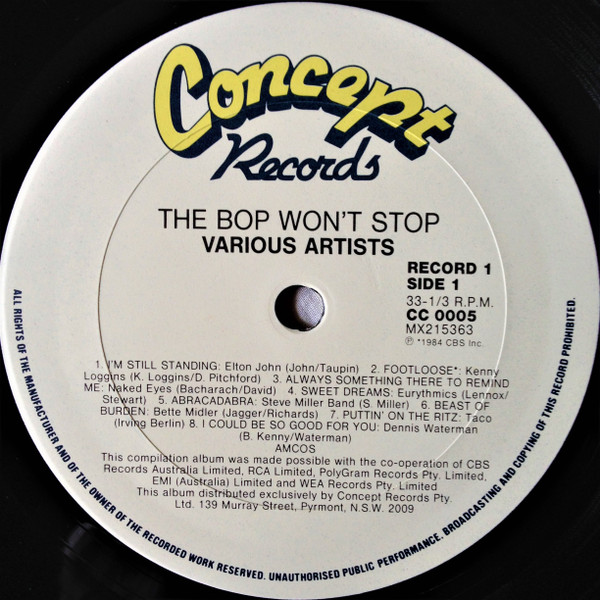 Concept
Records
THE BOP WON'T STOP
VARIOUS ARTISTS
RECORD 1
SIDE 1
33-1/3 R.P.M.
CC 0005
MX215363
℗ *1984 CBS Inc.
1. I'M STILL STANDING: Elton John (John/Taupin) 2. FOOTLOOSE*: Kenny
Loggins (K. Loggins/D. Pitchford) 3. ALWAYS SOMETHING THERE TO REMIND
ME: Naked Eyes (Bacharach/David) 4. SWEET DREAMS: Eurythmics (Lennox/
Stewart) 5. ABRACADABRA: Steve Miller Band (S. Miller) 6. BEAST OF
BURDEN: Bette Midler (Jagger/Richards) 7. PUTTIN' ON THE RITZ: Taco
(Irving Berlin) 8. I COULD BE SO GOOD FOR YOU: Dennis Waterman
(B. Kenny/Waterman)
AMCOS
This compilation album was made possible with the co-operation of CBS
Records Australia Limited, RCA Limited, PolyGram Records Pty. Limited,
EMI (Australia) Limited and WEA Records Pty. Limited
This album distributed exclusively by Concept Records Pty.
Ltd. 139 Murray Street, Pyrmont, N.S.W. 2009
ALL RIGHTS OF THE MANUFACTURER AND OF THE OWNER OF THE RECORDED WORK RESERVED. UNAUTHORISED PUBLIC PERFORMANCE, BROADCASTING AND COPYING OF THIS RECORD PROHIBITED.